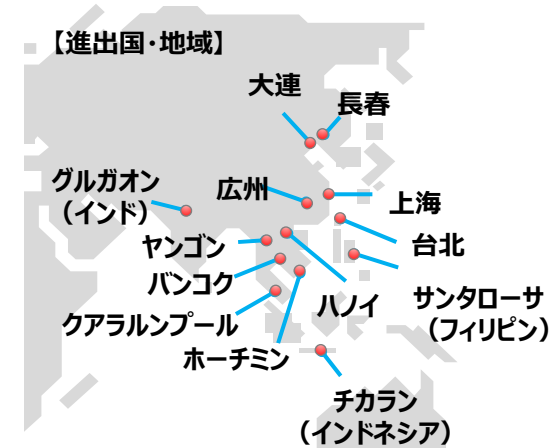 【進出国･地域】
大連
長春
グルガオン
（インド）
広州
上海
ヤンゴン
台北
バンコク
ハノイ
サンタローサ
（フィリピン）
クアラルンプール
ホーチミン
チカラン
（インドネシア）